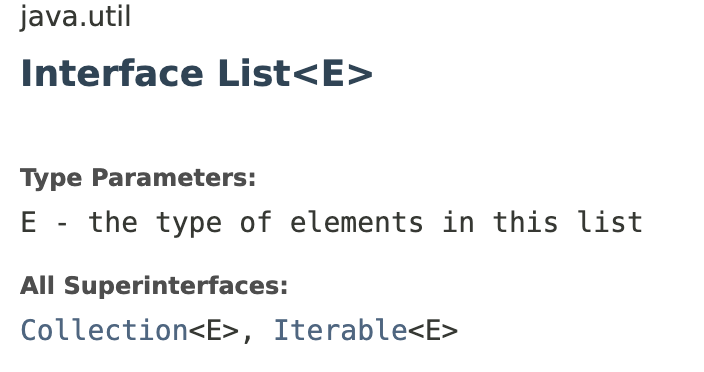 java.util
Interface List<E>
Type Parameters:
E - the type of elements in this list
All Superinterfaces:
Collection<E>, Iterable<E>